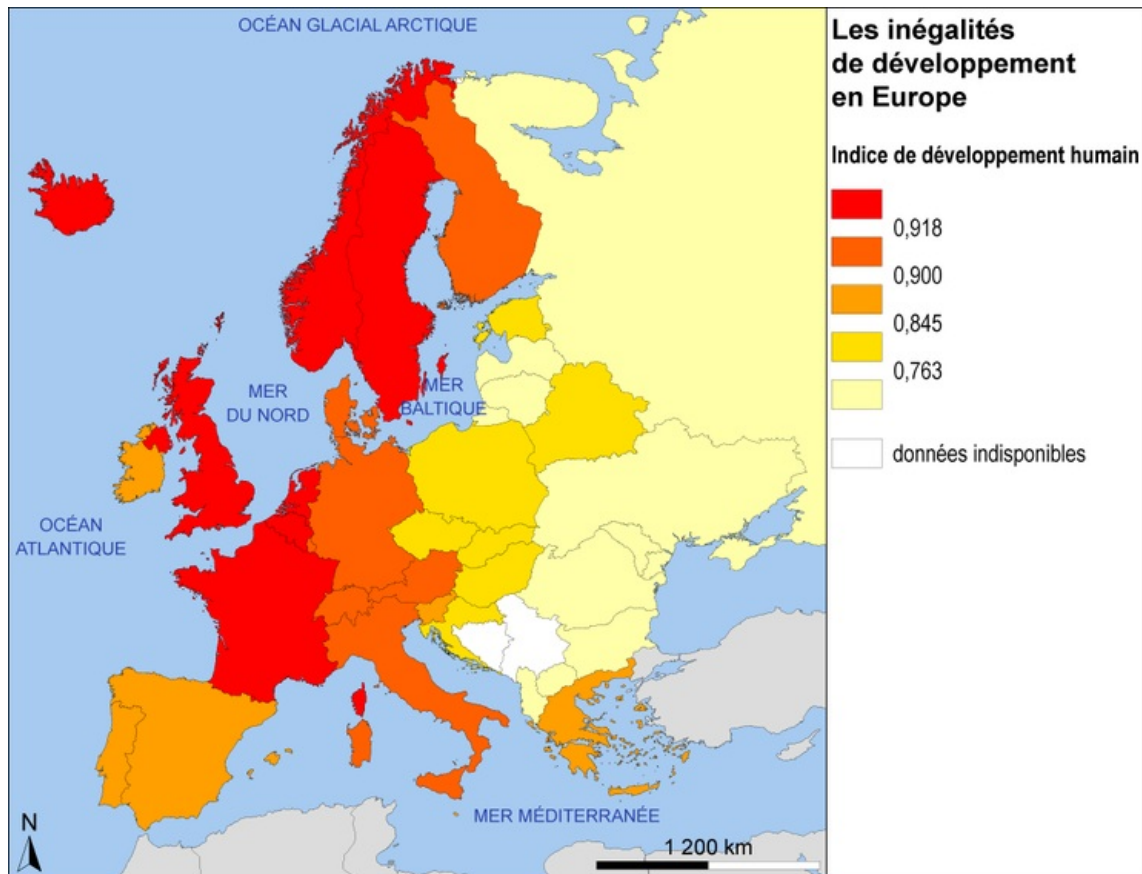 OCÉAN GLACIAL ARCTIQUE
MER
DU NORD
MER
BALTIQUE
OCÉAN
ATLANTIQUE
MER MÉDITERRANÉE
N
1 200 km
Les inégalités
de développement
en Europe
Indice de développement humain
0,918
0,900
0,845
0,763
données indisponibles